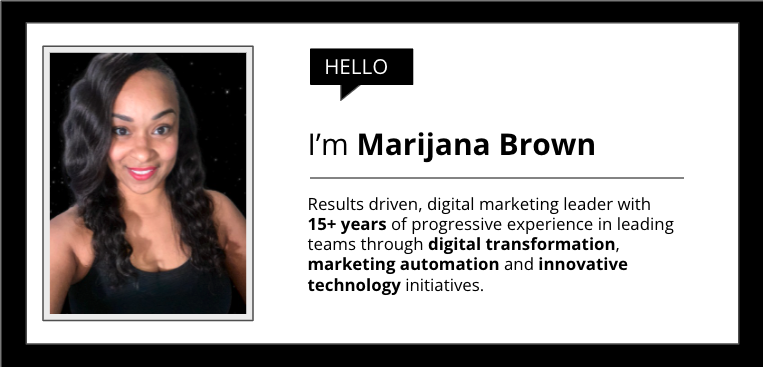 HELLO
I’m Marijana Brown
Results driven, digital marketing leader with
15+ years of progressive experience in leading
teams through digital transformation,
marketing automation and innovative
technology initiatives.